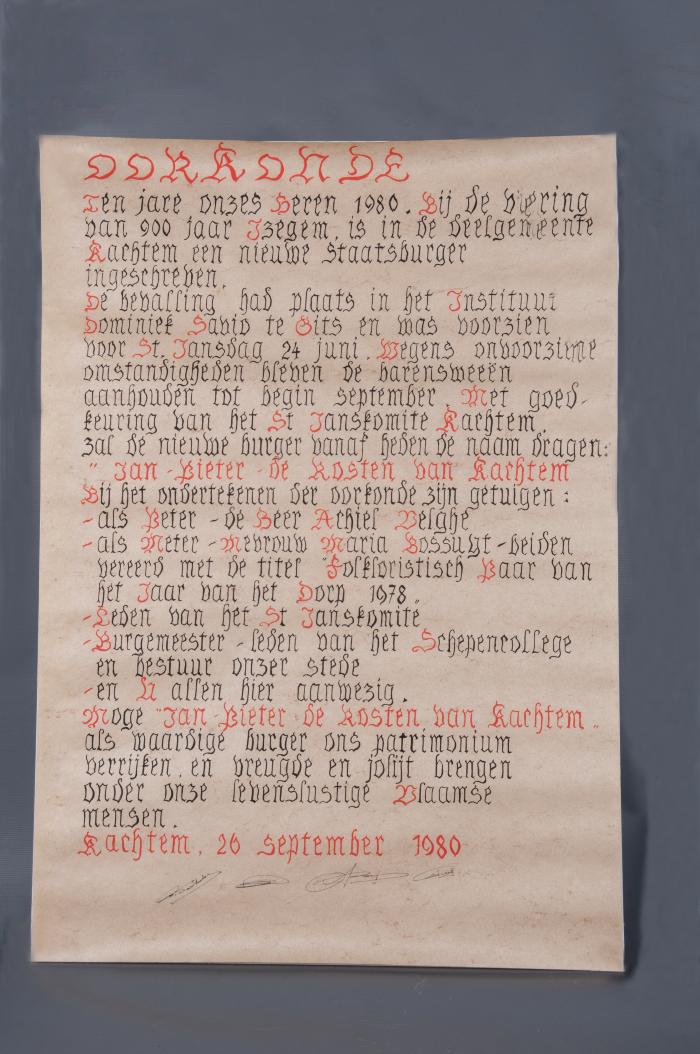 OORKONDE
Ten jare onzes Heren 1980. Bij de viering
van 900 jaar Izegem, is in de deelgemeente
Kachtem een nieuwe staatsburger
ingeschreven.
De bevalling had plaats in het Instituut
Dominiek Savio te Gits en was voorzien
voor St. Jansdag 24 juni. Wegens onvoorziene
omstandigheden bleven de barensweeën
aanhouden tot begin september. Met goed-
keuring van het St Janskomite Kachtem,
zal de nieuwe burger vanaf heden de naam dragen:
" Jan - Pieter - de Kosten van Kachtem
Bij het ondertekenen der oorkonde zijn getuigen :
- als Peter - de Heer Achiel Velghe
- als Meter - Mevrouw Maria Bossuyt - beiden
vereerd met de titel "Folkloristisch Paar van
het Jaar van het Dorp 1978"
- Leden van het St Janskomite
- Burgemeester - leden van het Schepencollege
en bestuur onzer stede
- en U allen hier aanwezig.
Moge "Jan - Pieter de Kosten van Kachtem"
als waardige burger ons patrimonium
verrijken, en vreugde en jolijt brengen
onder onze levenslustige Vlaamse
mensen.
Kachtem, 26 september 1980